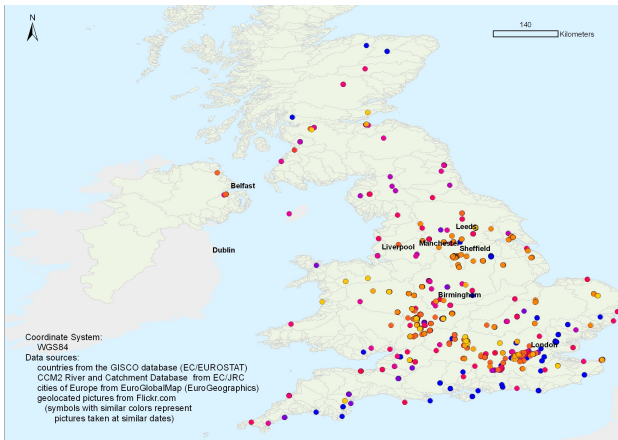 N
140
Kilometers
Belfast
Leeds
Liverpool
Manchester
Sheffield
Dublin
Birmingham
London
Coordinate System:
WGS84
Data sources:
countries from the GISCO database (EC/EUROSTAT)
CCM2 River and Catchment Database from EC/JRC
cities of Europe from EuroGlobalMap (EuroGeographics)
geolocated pictures from Flickr.com
(symbols with similar colors represent
pictures taken at similar dates)